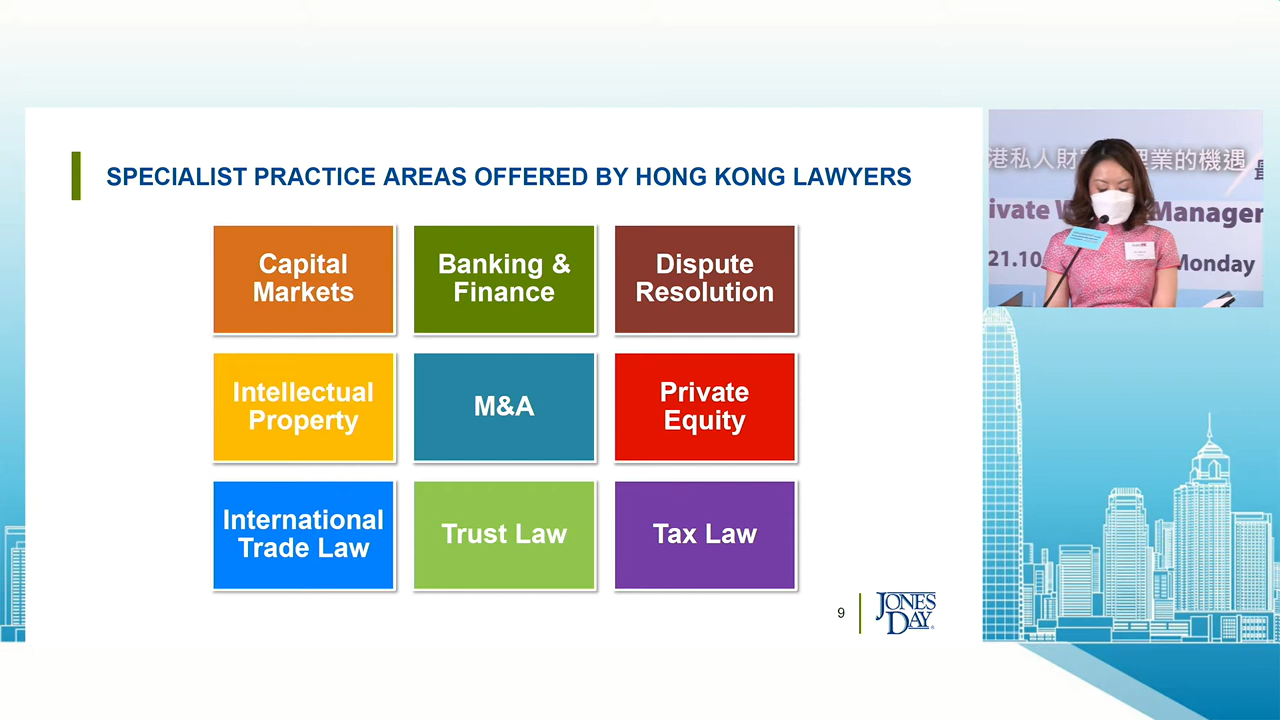 SPECIALIST PRACTICE AREAS OFFERED BY HONG KONG LAWYERS
Capital
Markets
Banking &
Finance
Dispute
Resolution
Intellectual
Property
M&A
Private
Equity
International
Trade Law
Trust Law
Tax Law
9
JONES
DAY
港私人財 業的機遇
ivate W Manager
21.10 Monday